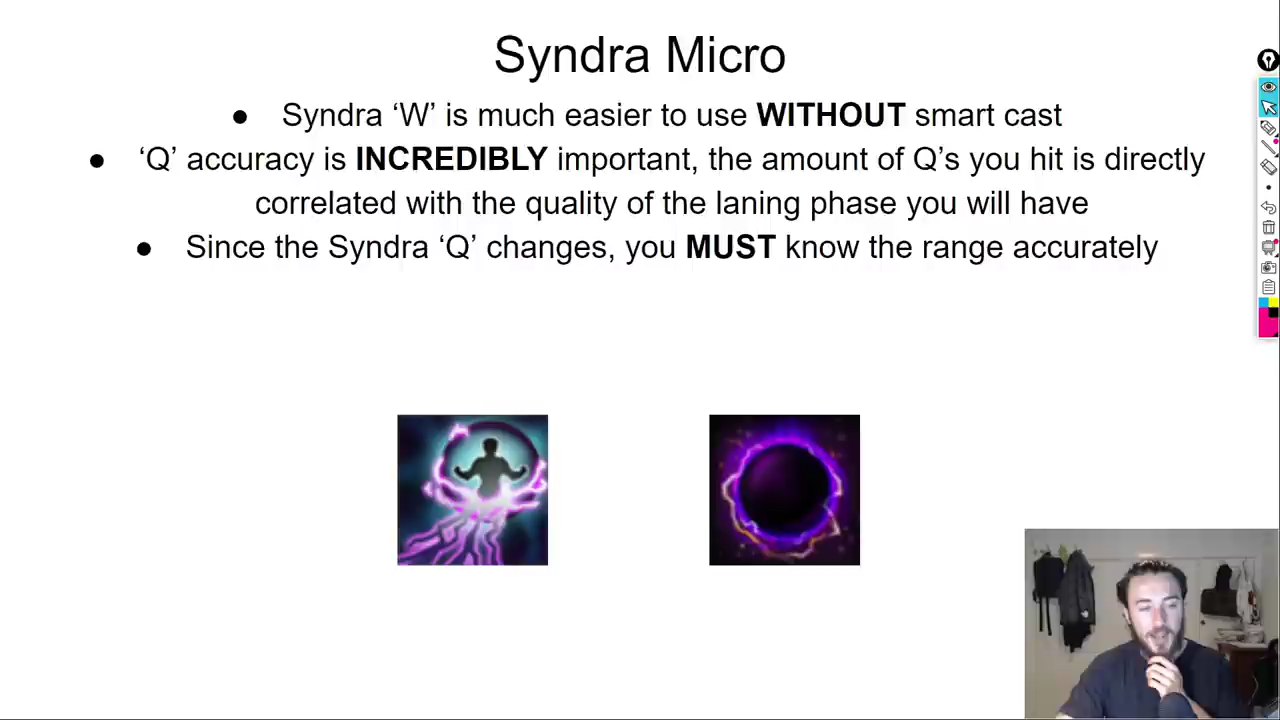 Syndra Micro
● Syndra ‘W’ is much easier to use WITHOUT smart cast
● ‘Q’ accuracy is INCREDIBLY important, the amount of Q’s you hit is directly
correlated with the quality of the laning phase you will have
● Since the Syndra ‘Q’ changes, you MUST know the range accurately